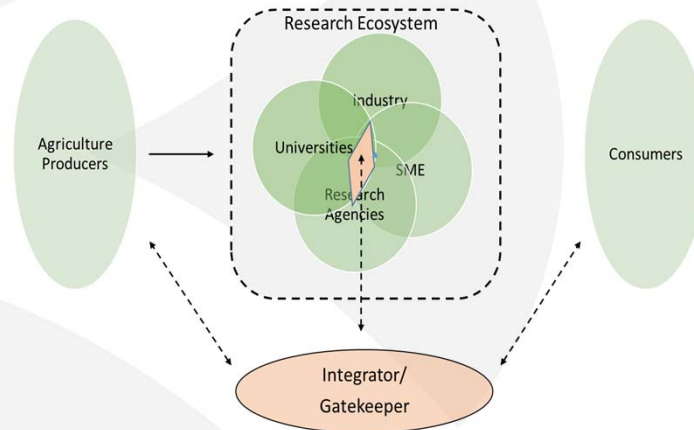 Research Ecosystem
industry
Universities
SME
Research
Agencies
Agriculture
Producers
Consumers
Integrator/
Gatekeeper